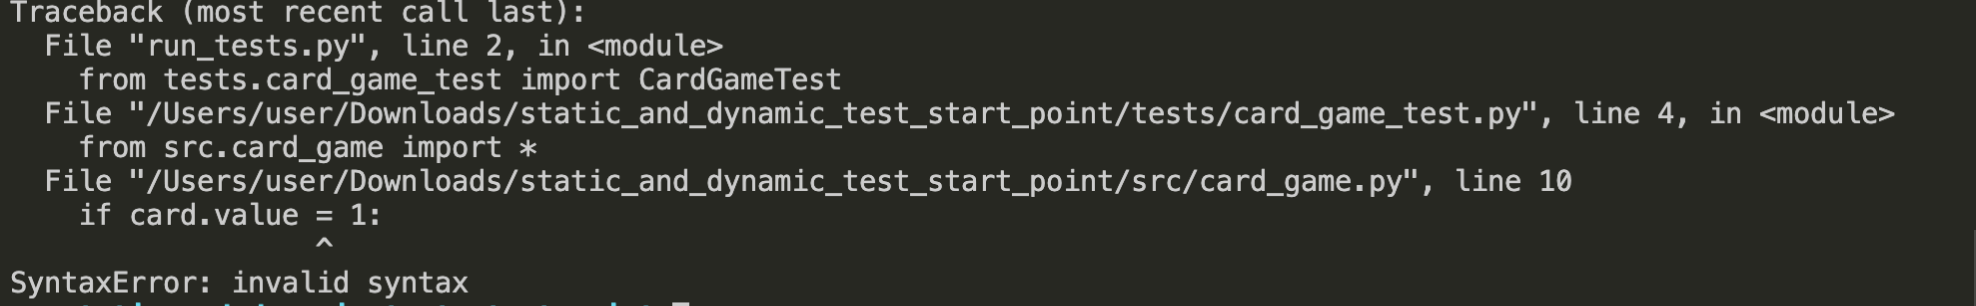 Traceback (most recent call last):
  File "run_tests.py", line 2, in <module>
    from tests.card_game_test import CardGameTest
  File "/Users/user/Downloads/static_and_dynamic_test_start_point/tests/card_game_test.py", line 4, in <module>
    from src.card_game import *
  File "/Users/user/Downloads/static_and_dynamic_test_start_point/src/card_game.py", line 10
    if card.value = 1:
                  ^
SyntaxError: invalid syntax